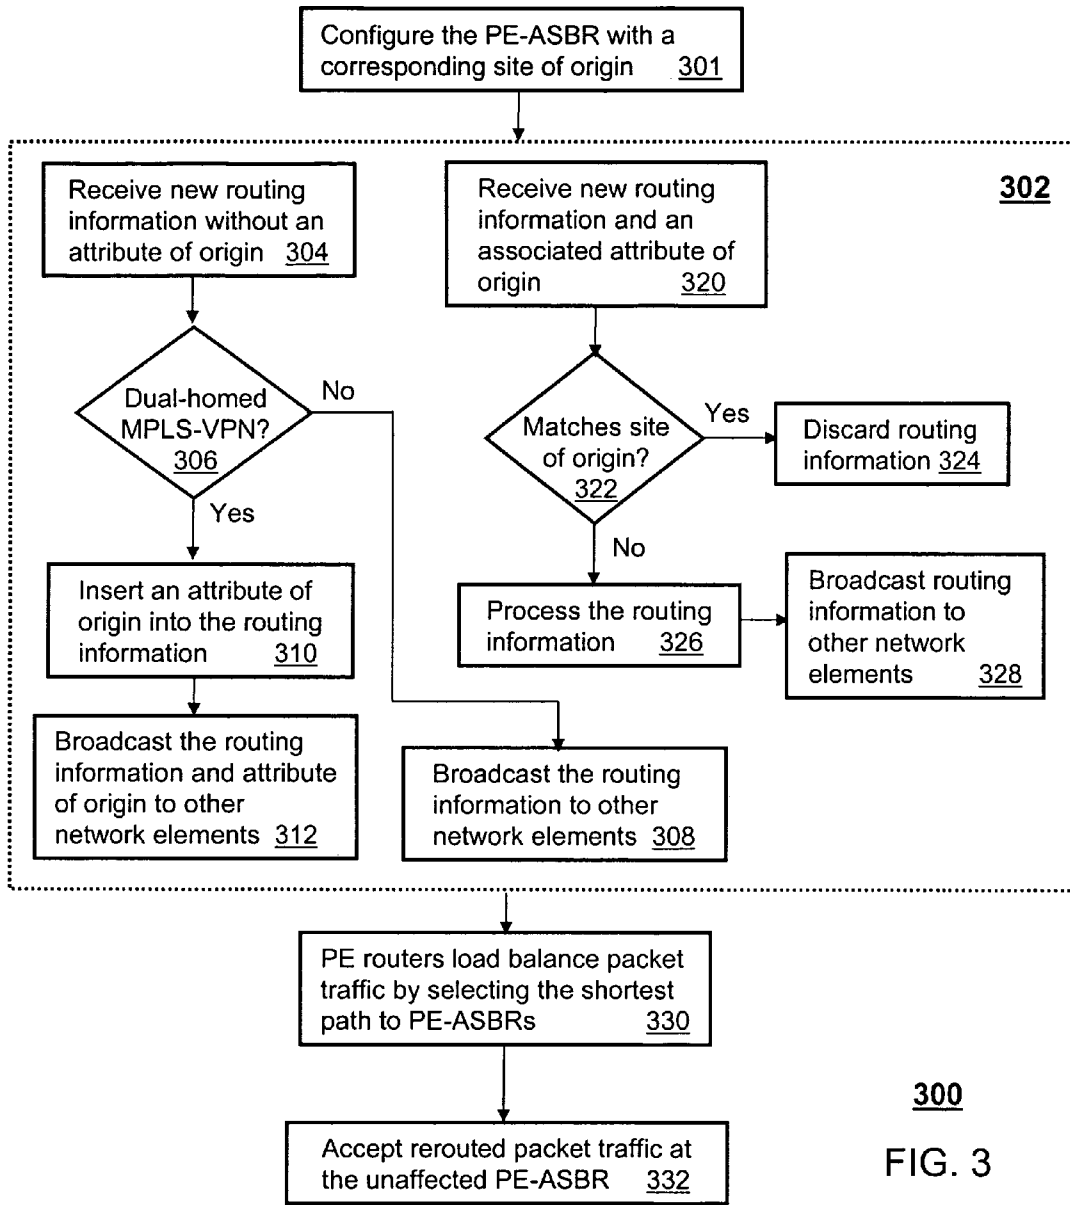 Configure the PE-ASBR with a
corresponding site of origin 301
302
Receive new routing
information without an
attribute of origin 304
Receive new routing
information and an
associated attribute of
origin 320
Dual-homed
MPLS-VPN?
306
No
Yes
Matches site
of origin?
322
Yes
No
Discard routing
information 324
Insert an attribute of
origin into the routing
information 310
Process the routing
information 326
Broadcast routing
information to
other network
elements 328
Broadcast the routing
information and attribute
of origin to other
network elements 312
Broadcast the routing
information to other
network elements 308
PE routers load balance packet
traffic by selecting the shortest
path to PE-ASBRs 330
Accept rerouted packet traffic at
the unaffected PE-ASBR 332
300
FIG. 3